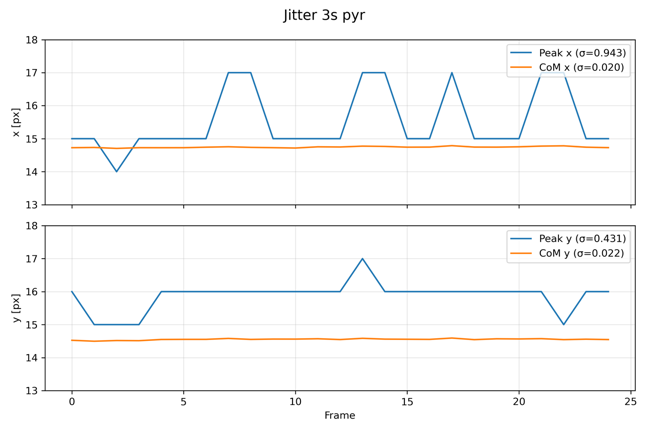 Jitter 3s pyr
18
17
16
15
14
13
x [px]
Peak x (σ=0.943)
CoM x (σ=0.020)
18
17
16
15
14
13
y [px]
Peak y (σ=0.431)
CoM y (σ=0.022)
0 5 10 15 20 25
Frame